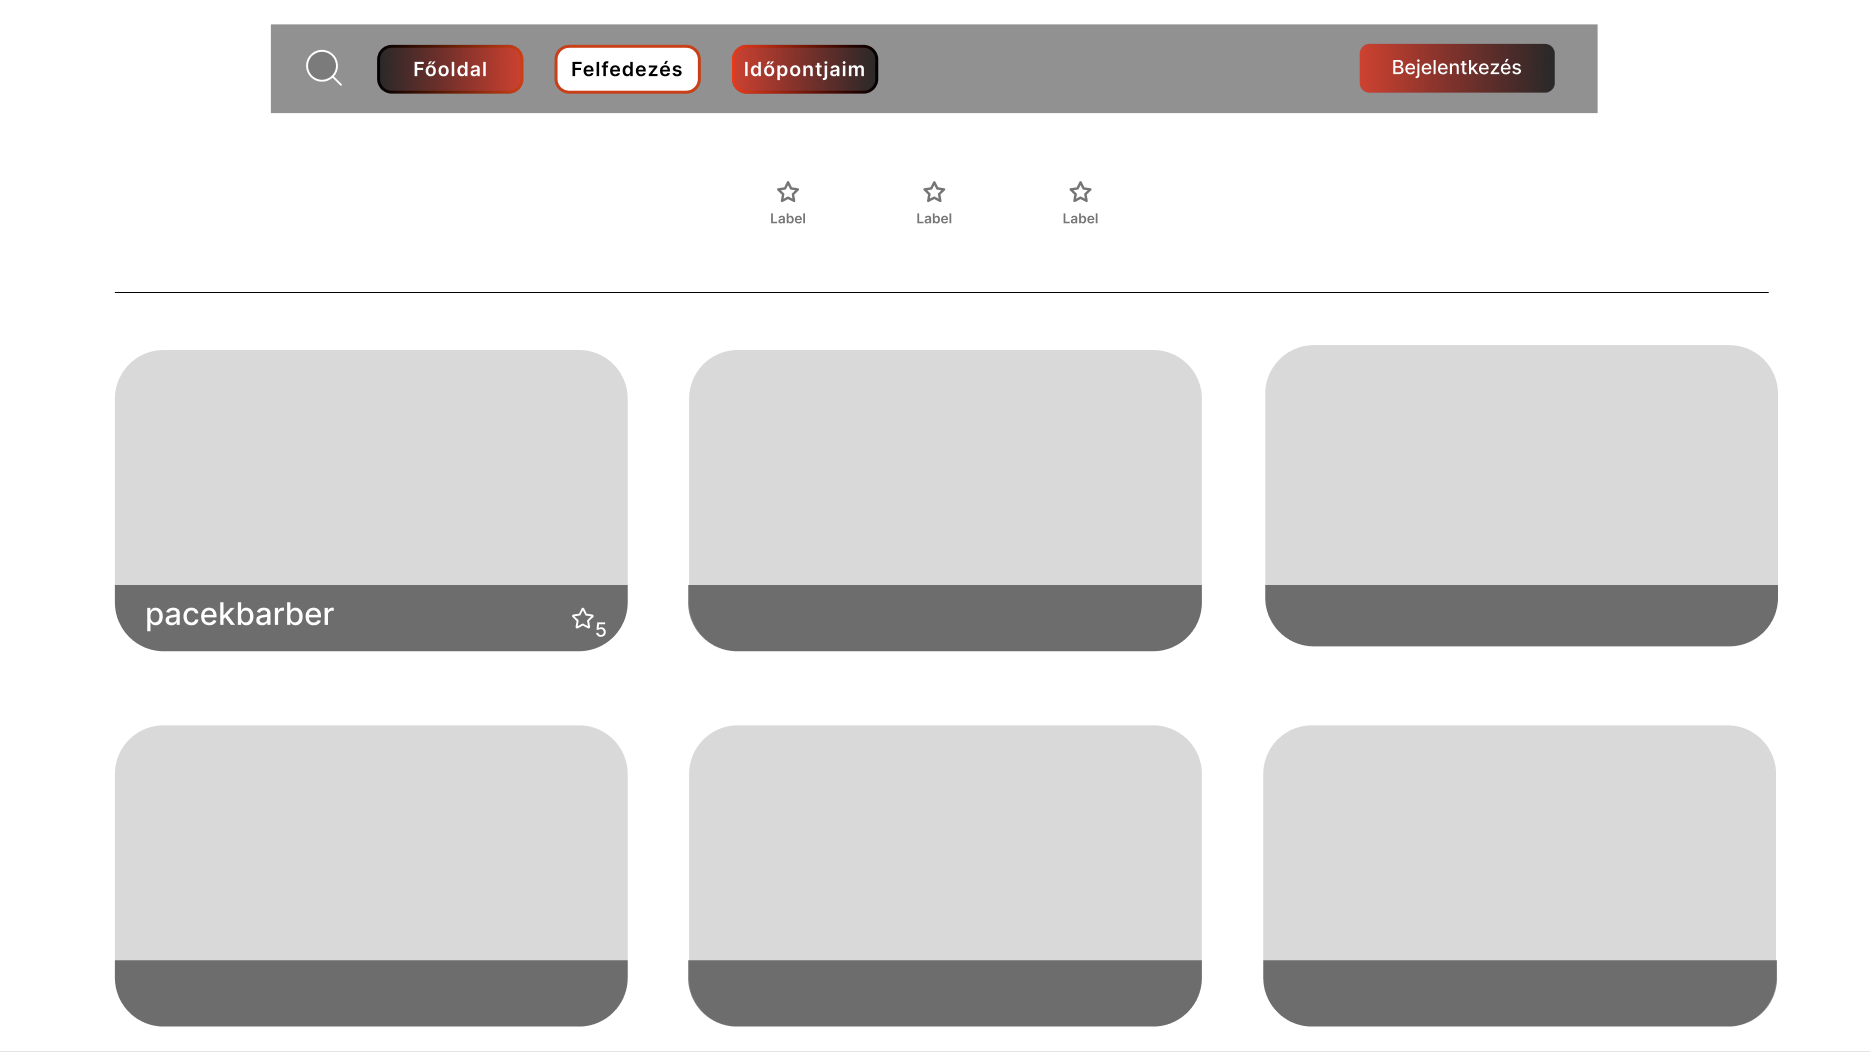 Főoldal Felfedezés Időpontjaim Bejelentkezés
Label Label Label
pacekbarber 5